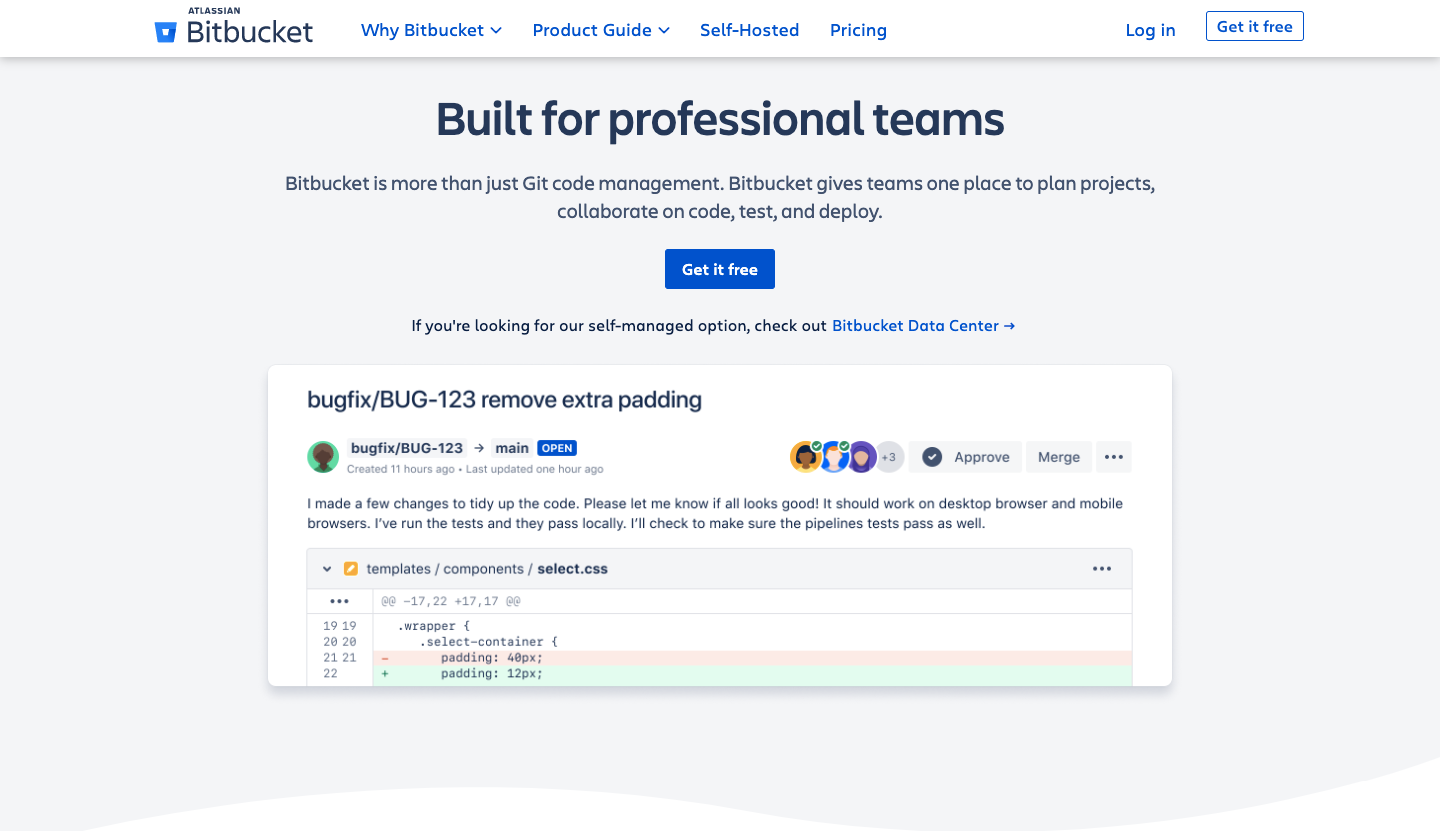 ATLASSIAN
Bitbucket
Why Bitbucket
Product Guide
Self-Hosted
Pricing
Log in
Get it free
Built for professional teams
Bitbucket is more than just Git code management. Bitbucket gives teams one place to plan projects,
collaborate on code, test, and deploy.
Get it free
If you're looking for our self-managed option, check out Bitbucket Data Center →
bugfix/BUG-123 remove extra padding
bugfix/BUG-123 → main OPEN
Created 11 hours ago • Last updated one hour ago
+3
Approve
Merge
•••
I made a few changes to tidy up the code. Please let me know if all looks good! It should work on desktop browser and mobile
browsers. I’ve run the tests and they pass locally. I’ll check to make sure the pipelines tests pass as well.
templates / components / select.css •••
••• @@ -17,22 +17,17 @@
19 19 .wrapper {
20 20 .select-container {
21 21 - padding: 40px;
22 + padding: 12px;